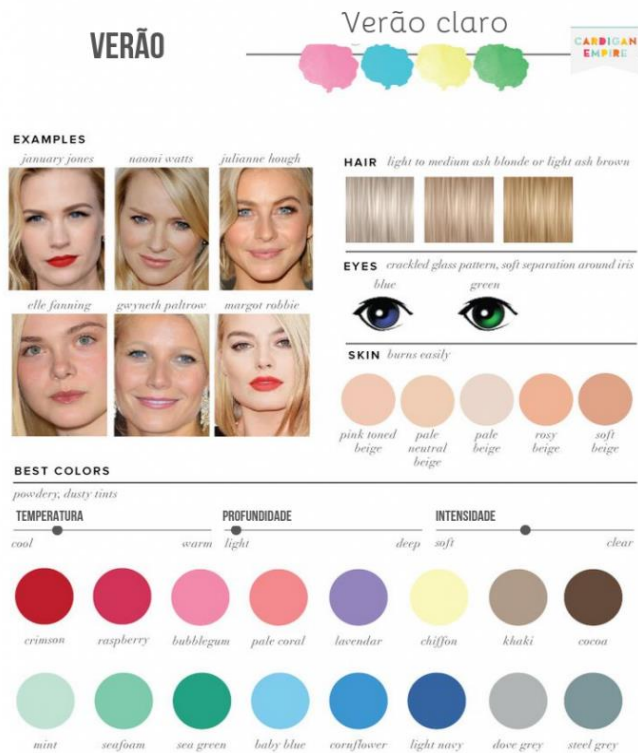 VERÃO
Verão claro
CARDIGAN
EMPIRE
EXAMPLES
january jones naomi watts julianne hough
elle fanning gwyneth paltrow margot robbie
HAIR light to medium ash blonde or light ash brown
EYES crackled glass pattern, soft separation around iris
blue green
SKIN burns easily
pink toned beige
pale neutral beige
pale beige
rosy beige
soft beige
BEST COLORS
powdery, dusty tints
TEMPERATURA PROFUNDIDADE INTENSIDADE
cool warm light deep soft clear
crimson raspberry bubblegum pale coral lavendar chiffon khaki cocoa
mint seafoam sea green baby blue cornflower light navy dove grey steel grey